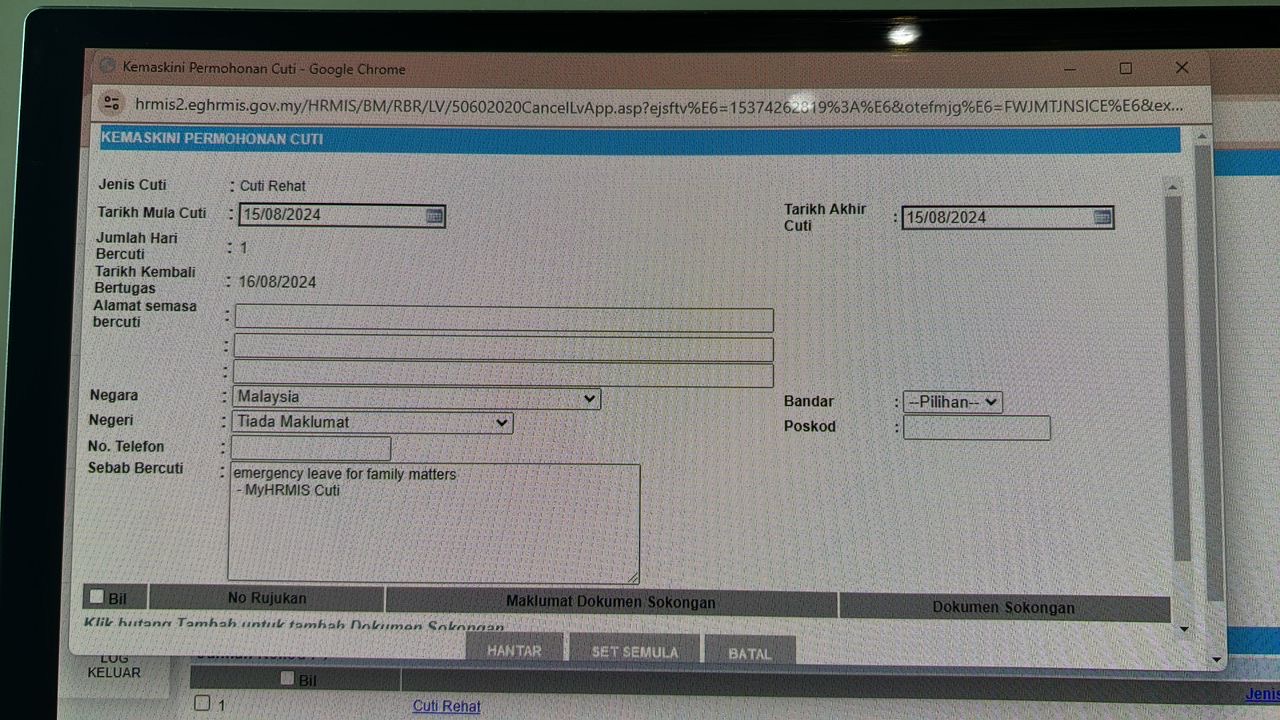 Kemaskini Permohonan Cuti - Google Chrome
hrmis2.eghrmis.gov.my/HRMIS/BM/RBR/LV/50602020CancelLvApp.asp?ejsftv%E6=15374262819%3A%E6&otefmjg%E6=FWJMTJNSICE%E6&ex...
KEMASKINI PERMOHONAN CUTI
Jenis Cuti : Cuti Rehat
Tarikh Mula Cuti : 15/08/2024 Tarikh Akhir Cuti : 15/08/2024
Jumlah Hari Bercuti : 1
Tarikh Kembali Bertugas : 16/08/2024
Alamat semasa bercuti :
:
:
Negara : Malaysia Bandar : --Pilihan--
Negeri : Tiada Maklumat Poskod :
No. Telefon :
Sebab Bercuti : emergency leave for family matters
- MyHRMIS Cuti
Bil No Rujukan Maklumat Dokumen Sokongan Dokumen Sokongan
Klik butang Tambah untuk tambah Dokumen Sokongan
HANTAR SET SEMULA BATAL
LOG KELUAR
Bil
Jenis
1 Cuti Rehat